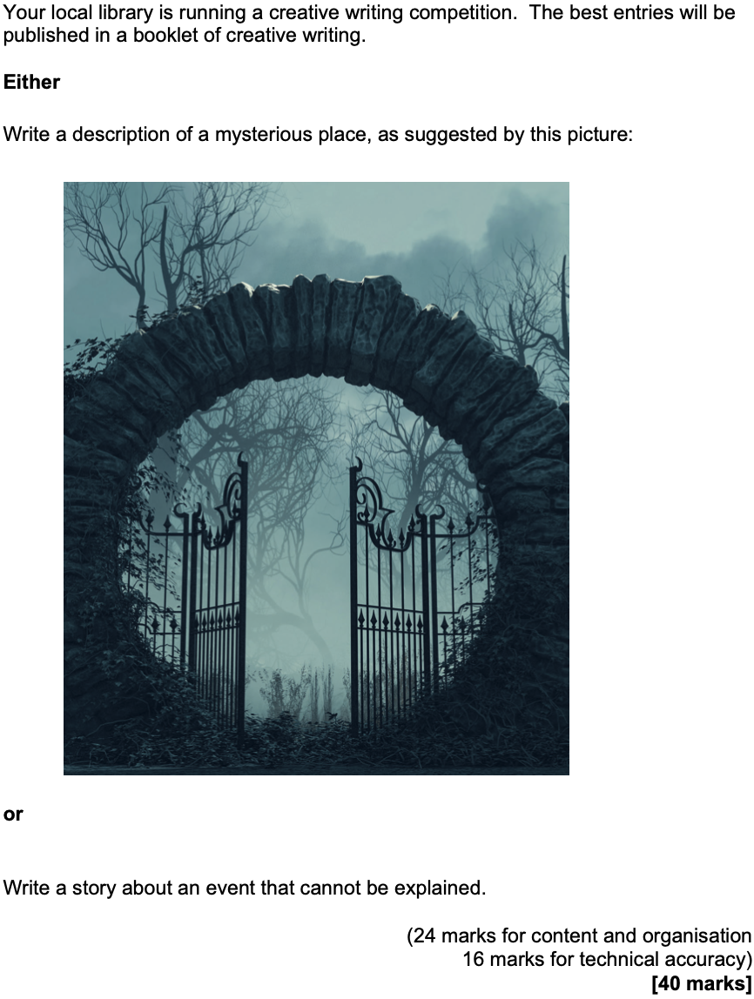 Your local library is running a creative writing competition.  The best entries will be
published in a booklet of creative writing.
Either
Write a description of a mysterious place, as suggested by this picture:
or
Write a story about an event that cannot be explained.
(24 marks for content and organisation
16 marks for technical accuracy)
[40 marks]